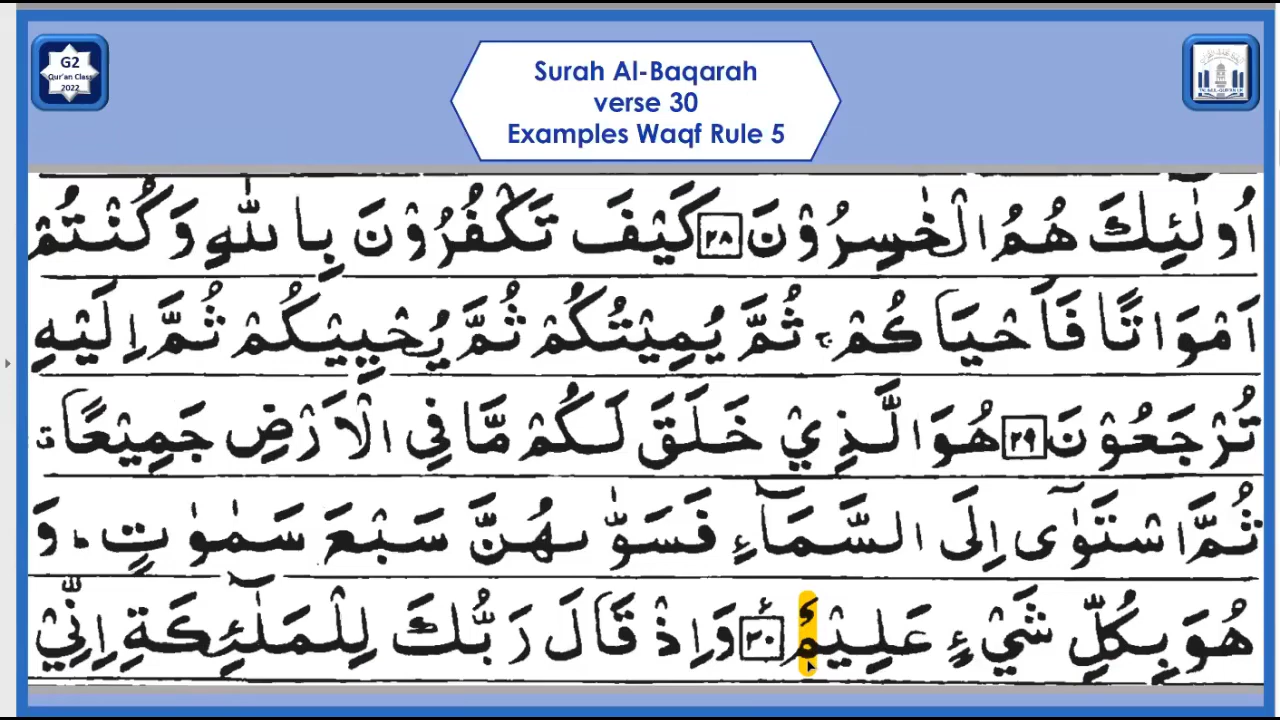 G2
Qur'an Class
2022
Surah Al-Baqarah
verse 30
Examples Waqf Rule 5
اُولٰٓئِكَ هُمُ الْخٰسِرُوْنَ ٢٨ كَيْفَ تَكْفُرُوْنَ بِاللّٰهِ وَكُنْتُمْ
اَمْوَاتًا فَاَحْيَاكُمْ ۚ ثُمَّ يُمِيْتُكُمْ ثُمَّ يُحْيِيْكُمْ ثُمَّ اِلَيْهِ
تُرْجَعُوْنَ ٢٩ هُوَ الَّذِيْ خَلَقَ لَكُمْ مَّا فِى الْاَرْضِ جَمِيْعًا ۗ
ثُمَّ اسْتَوٰٓى اِلَى السَّمَآءِ فَسَوّٰىهُنَّ سَبْعَ سَمٰوٰتٍ ؕ وَ
هُوَ بِكُلِّ شَيْءٍ عَلِيْمٌ ٣٠ وَاِذْ قَالَ رَبُّكَ لِلْمَلٰٓئِكَةِ اِنِّيْ